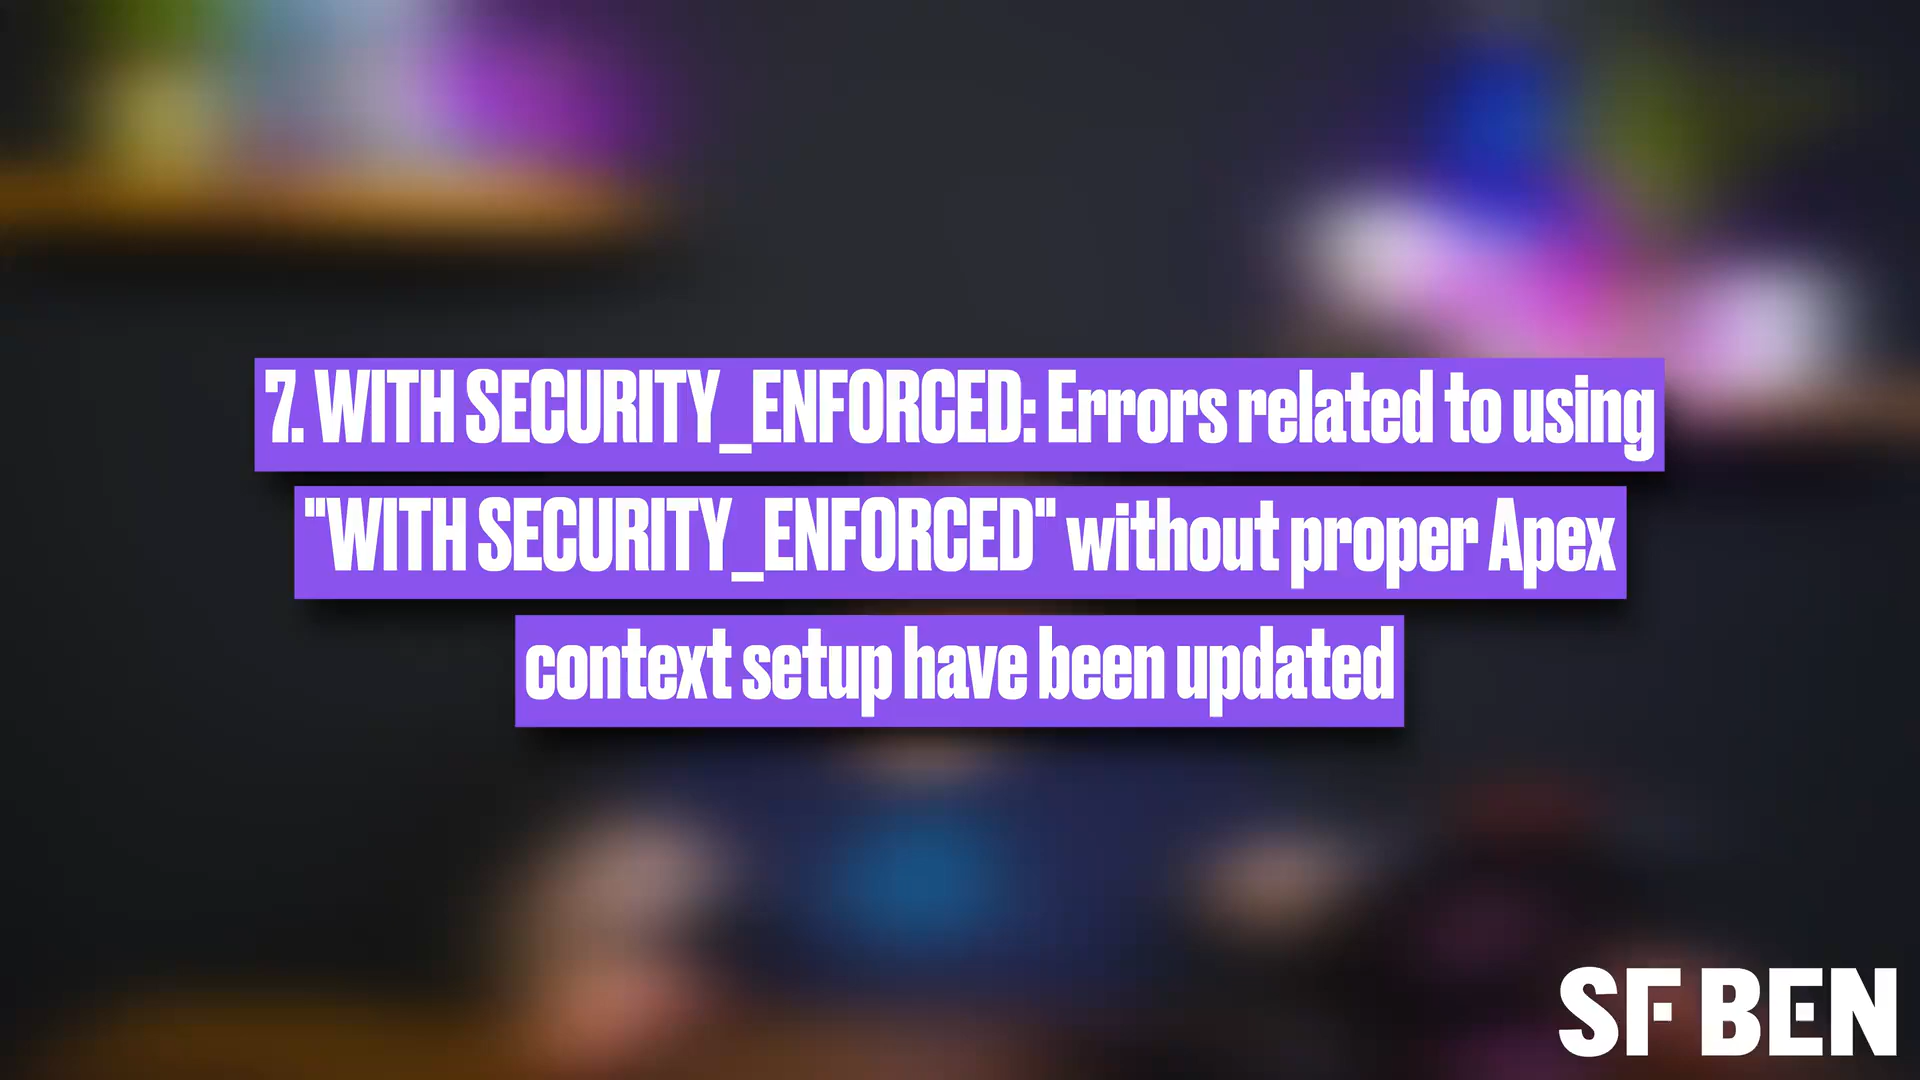 7. WITH SECURITY_ENFORCED: Errors related to using
"WITH SECURITY_ENFORCED" without proper Apex
context setup have been updated
SF BEN